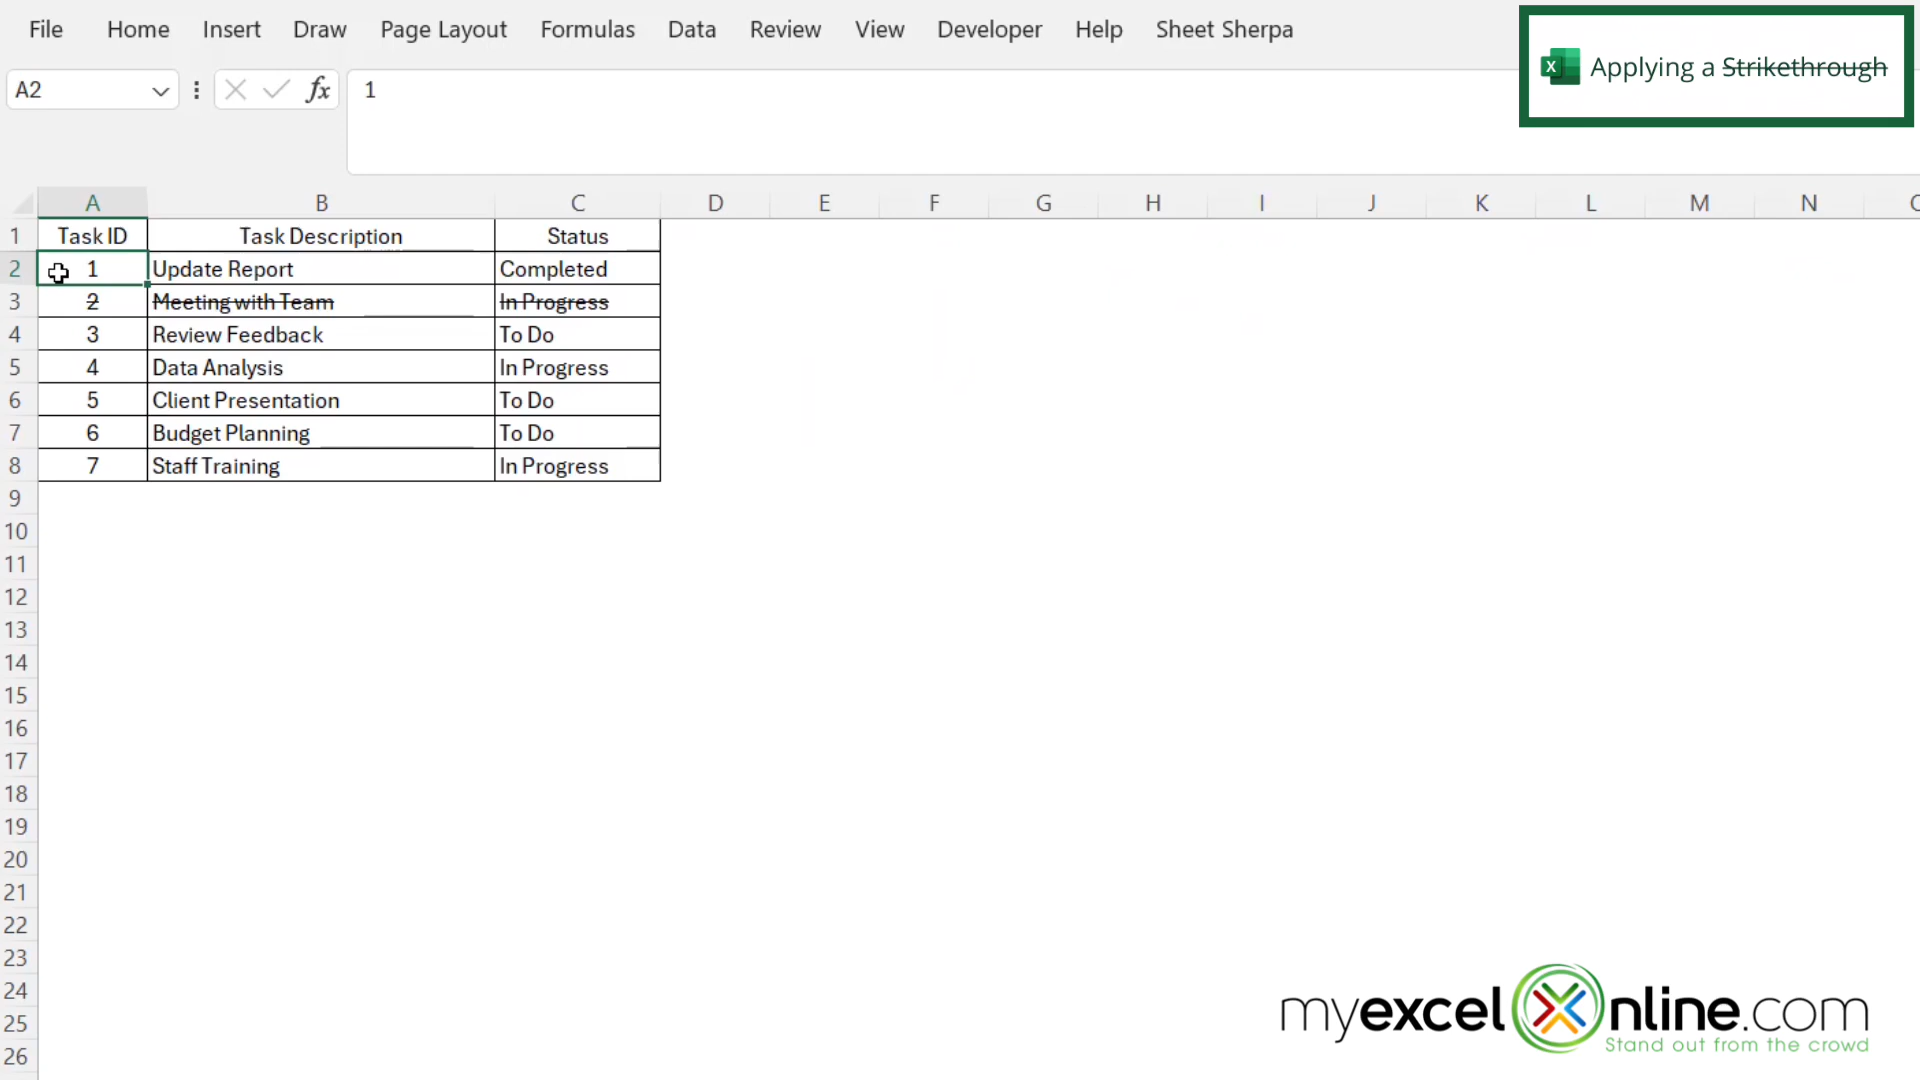 File Home Insert Draw Page Layout Formulas Data Review View Developer Help Sheet Sherpa
Applying a Strikethrough
A2 fx 1
A B C D E F G H I J K L M N
1 Task ID Task Description Status
2 1 Update Report Completed
3 2 Meeting with Team In Progress
4 3 Review Feedback To Do
5 4 Data Analysis In Progress
6 5 Client Presentation To Do
7 6 Budget Planning To Do
8 7 Staff Training In Progress
9
10
11
12
13
14
15
16
17
18
19
20
21
22
23
24
25
26
myexcelonline.com
Stand out from the crowd